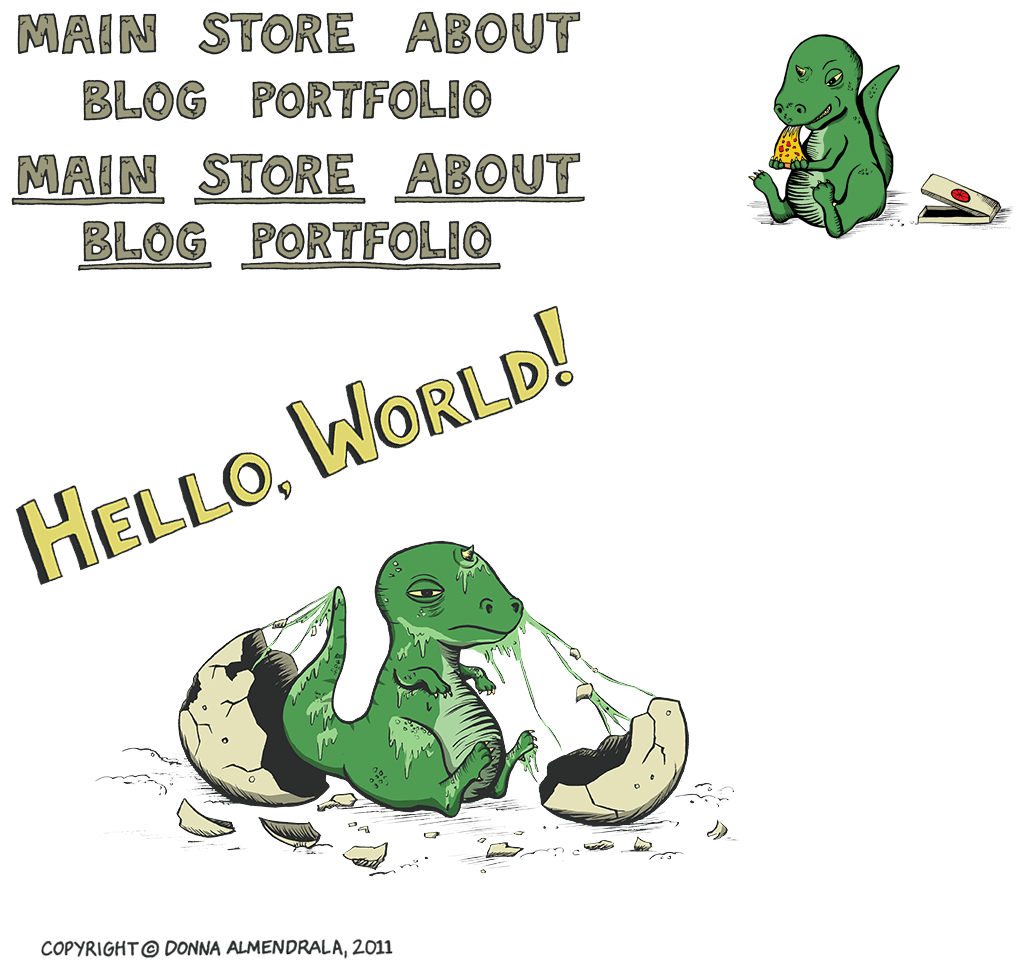 MAIN STORE ABOUT
BLOG PORTFOLIO
MAIN STORE ABOUT
BLOG PORTFOLIO
HELLO, WORLD!
COPYRIGHT © DONNA ALMENDRALA, 2011